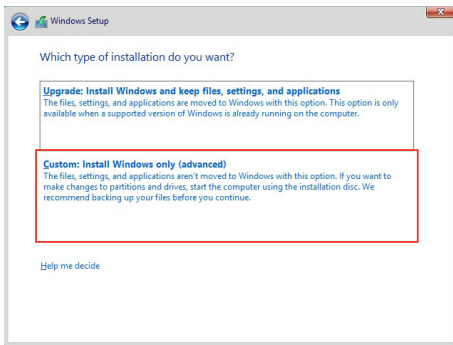 Windows Setup
Which type of installation do you want?
Upgrade: Install Windows and keep files, settings, and applications
The files, settings, and applications are moved to Windows with this option. This option is only
available when a supported version of Windows is already running on the computer.
Custom: Install Windows only (advanced)
The files, settings, and applications aren't moved to Windows with this option. If you want to
make changes to partitions and drives, start the computer using the installation disc. We
recommend backing up your files before you continue.
Help me decide